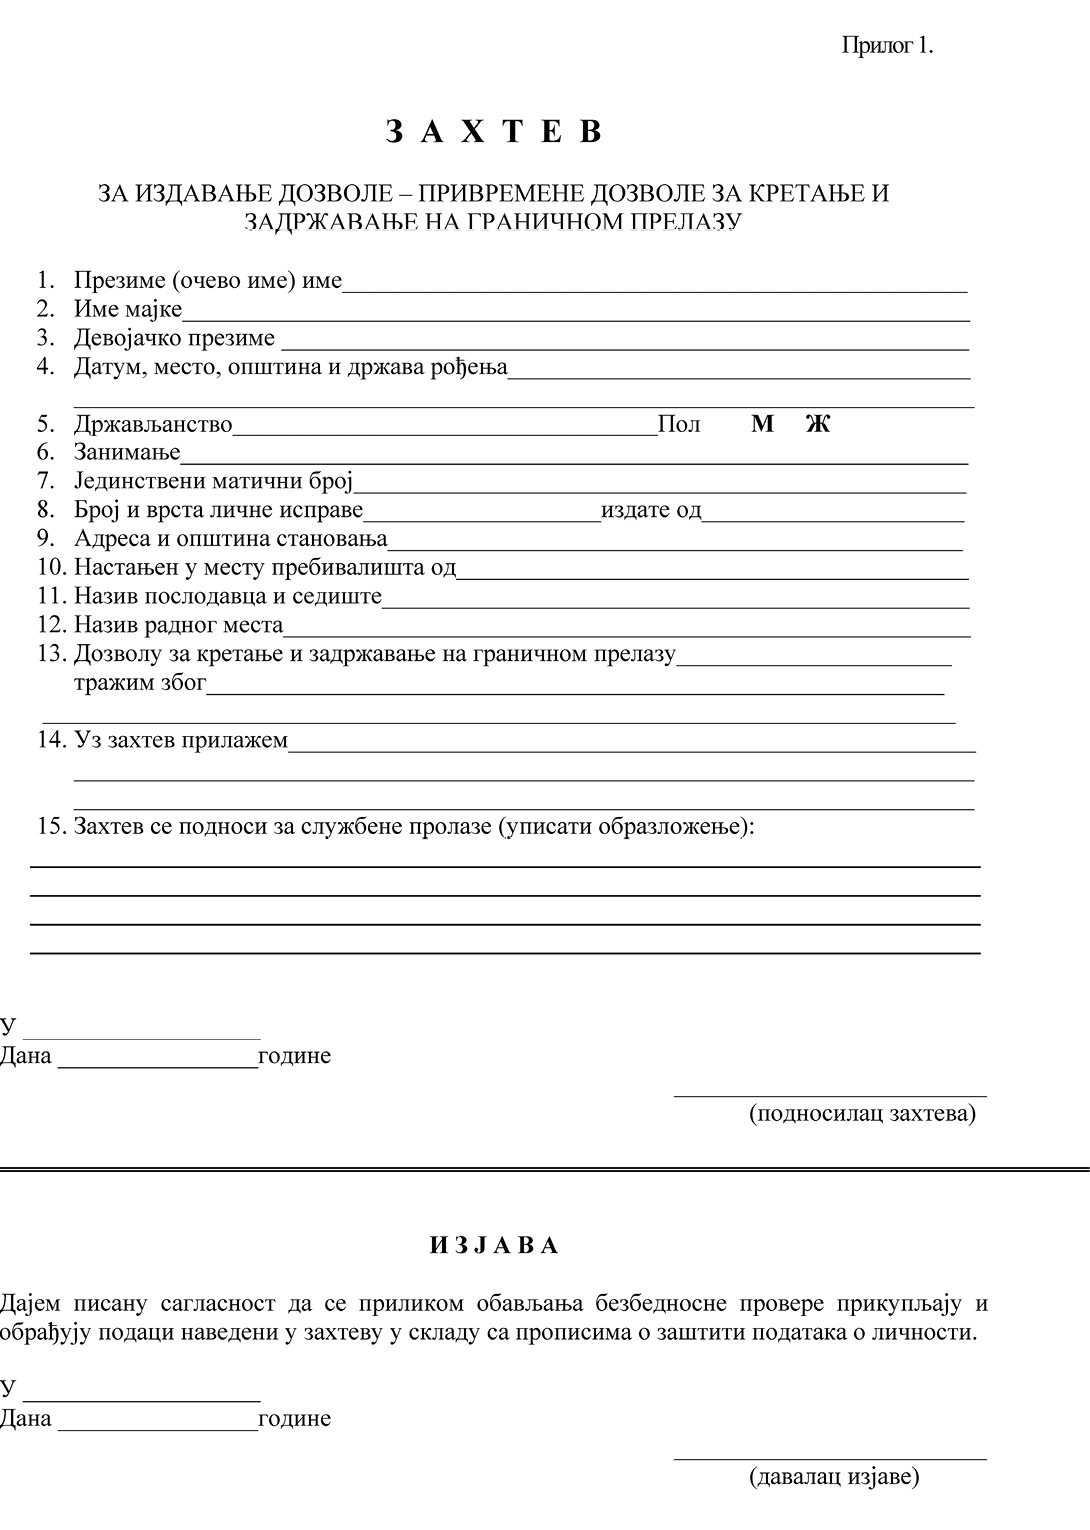 Прилог 1.
З А Х Т Е В
ЗА ИЗДАВАЊЕ ДОЗВОЛЕ – ПРИВРЕМЕНЕ ДОЗВОЛЕ ЗА КРЕТАЊЕ И
ЗАДРЖАВАЊЕ НА ГРАНИЧНОМ ПРЕЛАЗУ
1. Презиме (очево име) име
2. Име мајке
3. Девојачко презиме
4. Датум, место, општина и држава рођења
5. Држављанство Пол М Ж
6. Занимање
7. Јединствени матични број
8. Број и врста личне исправе издате од
9. Адреса и општина становања
10. Настањен у месту пребивалишта од
11. Назив послодавца и седиште
12. Назив радног места
13. Дозволу за кретање и задржавање на граничном прелазу
тражим због
14. Уз захтев прилажем
15. Захтев се подноси за службене пролазе (уписати образложење):
У
Дана године
(подносилац захтева)
И З Ј А В А
Дајем писану сагласност да се приликом обављања безбедносне провере прикупљају и
обрађују подаци наведени у захтеву у складу са прописима о заштити података о личности.
У
Дана године
(давалац изјаве)